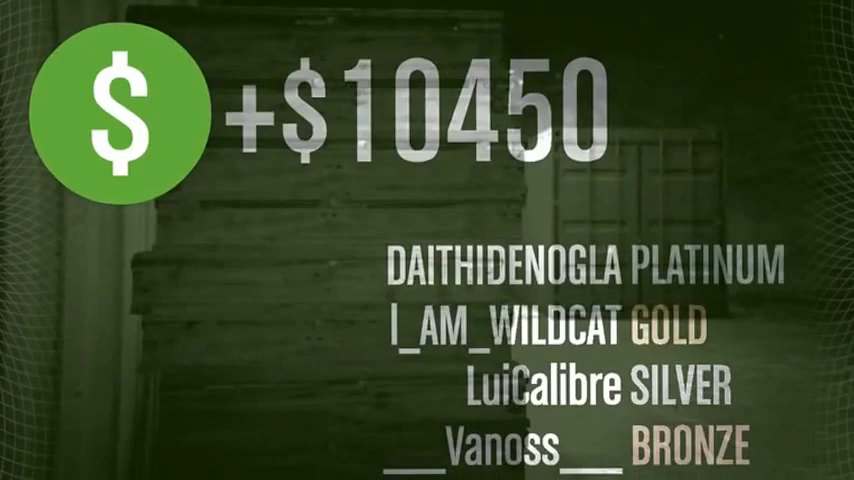 $ +$10450
DAITHIDENOGLA PLATINUM
I_AM_WILDCAT GOLD
LuiCalibre SILVER
___Vanoss___ BRONZE